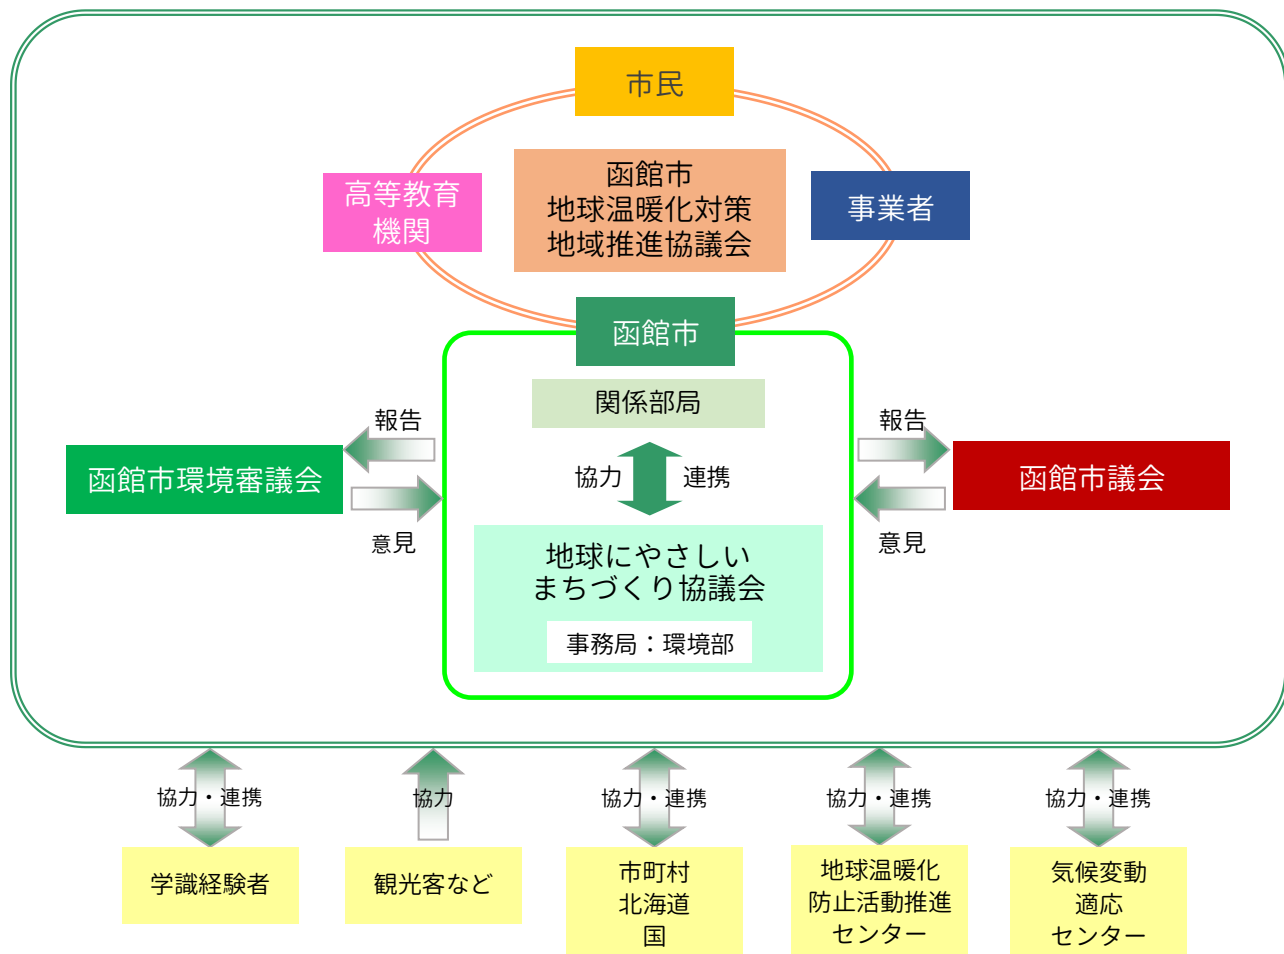 市民
高等教育
機関
函館市
地球温暖化対策
地域推進協議会
事業者
函館市
関係部局
協力
連携
地球にやさしい
まちづくり協議会
事務局：環境部
報告
函館市環境審議会
意見
報告
函館市議会
意見
協力・連携
協力
協力・連携
協力・連携
協力・連携
学識経験者
観光客など
市町村
北海道
国
地球温暖化
防止活動推進
センター
気候変動
適応
センター